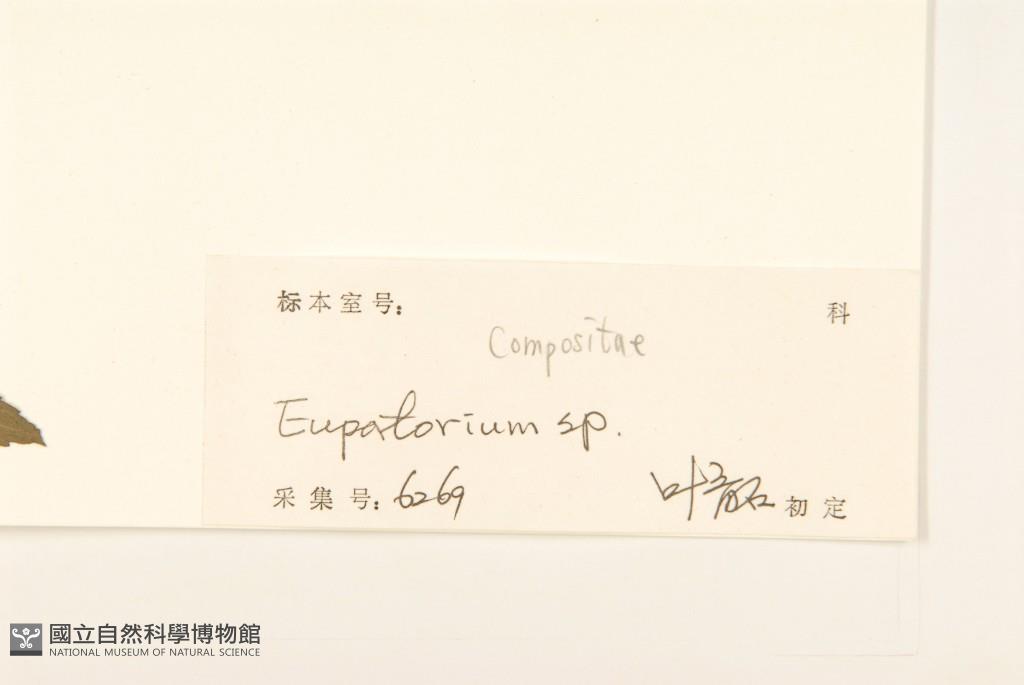 标本室号: 科
Compositae
Eupatorium sp.
采集号: 6269 叶 初定
國立自然科學博物館
NATIONAL MUSEUM OF NATURAL SCIENCE